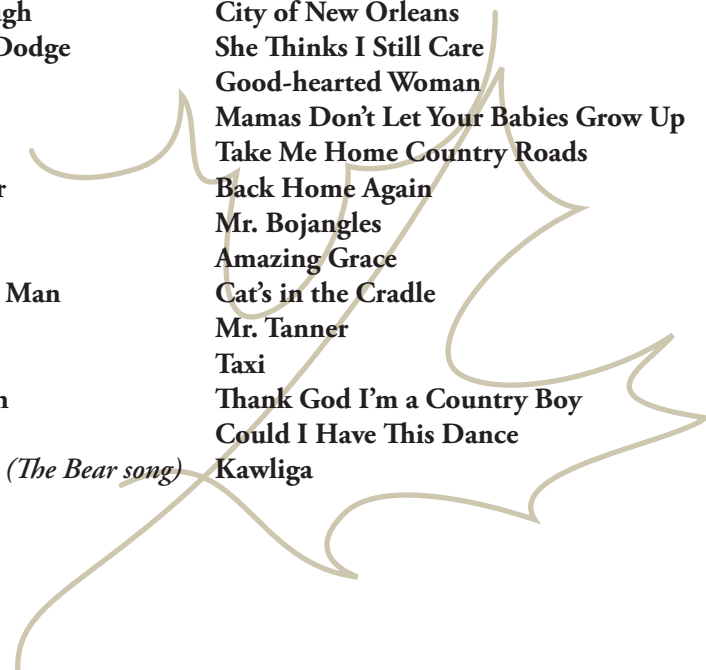 ugh City of New Orleans
Dodge She Thinks I Still Care
Good-hearted Woman
Mamas Don't Let Your Babies Grow Up
Take Me Home Country Roads
r Back Home Again
Mr. Bojangles
Amazing Grace
Man Cat's in the Cradle
Mr. Tanner
Taxi
n Thank God I'm a Country Boy
Could I Have This Dance
(The Bear song) Kawliga